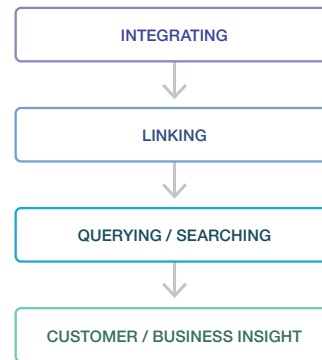 INTEGRATING
LINKING
QUERYING / SEARCHING
CUSTOMER / BUSINESS INSIGHT